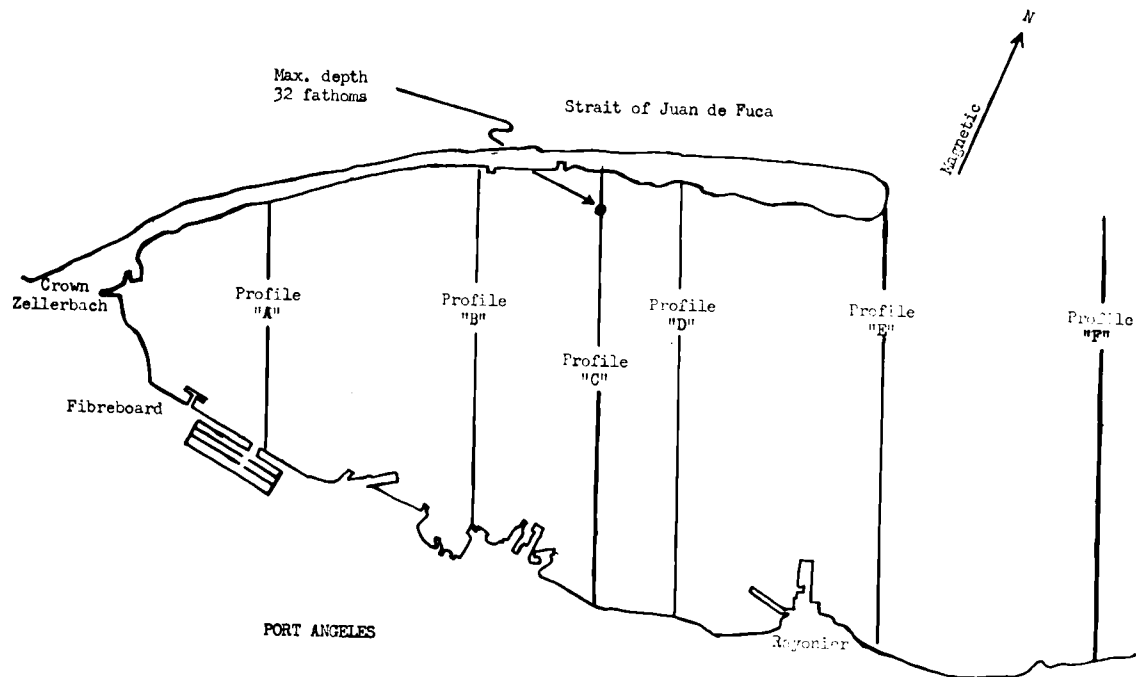 N
Magnetic
Max. depth
32 fathoms
Strait of Juan de Fuca
Crown
Zellerbach
Profile
"A"
Profile
"B"
Profile
"C"
Profile
"D"
Profile
"E"
Profile
"F"
Fibreboard
PORT ANGELES
Rayonier